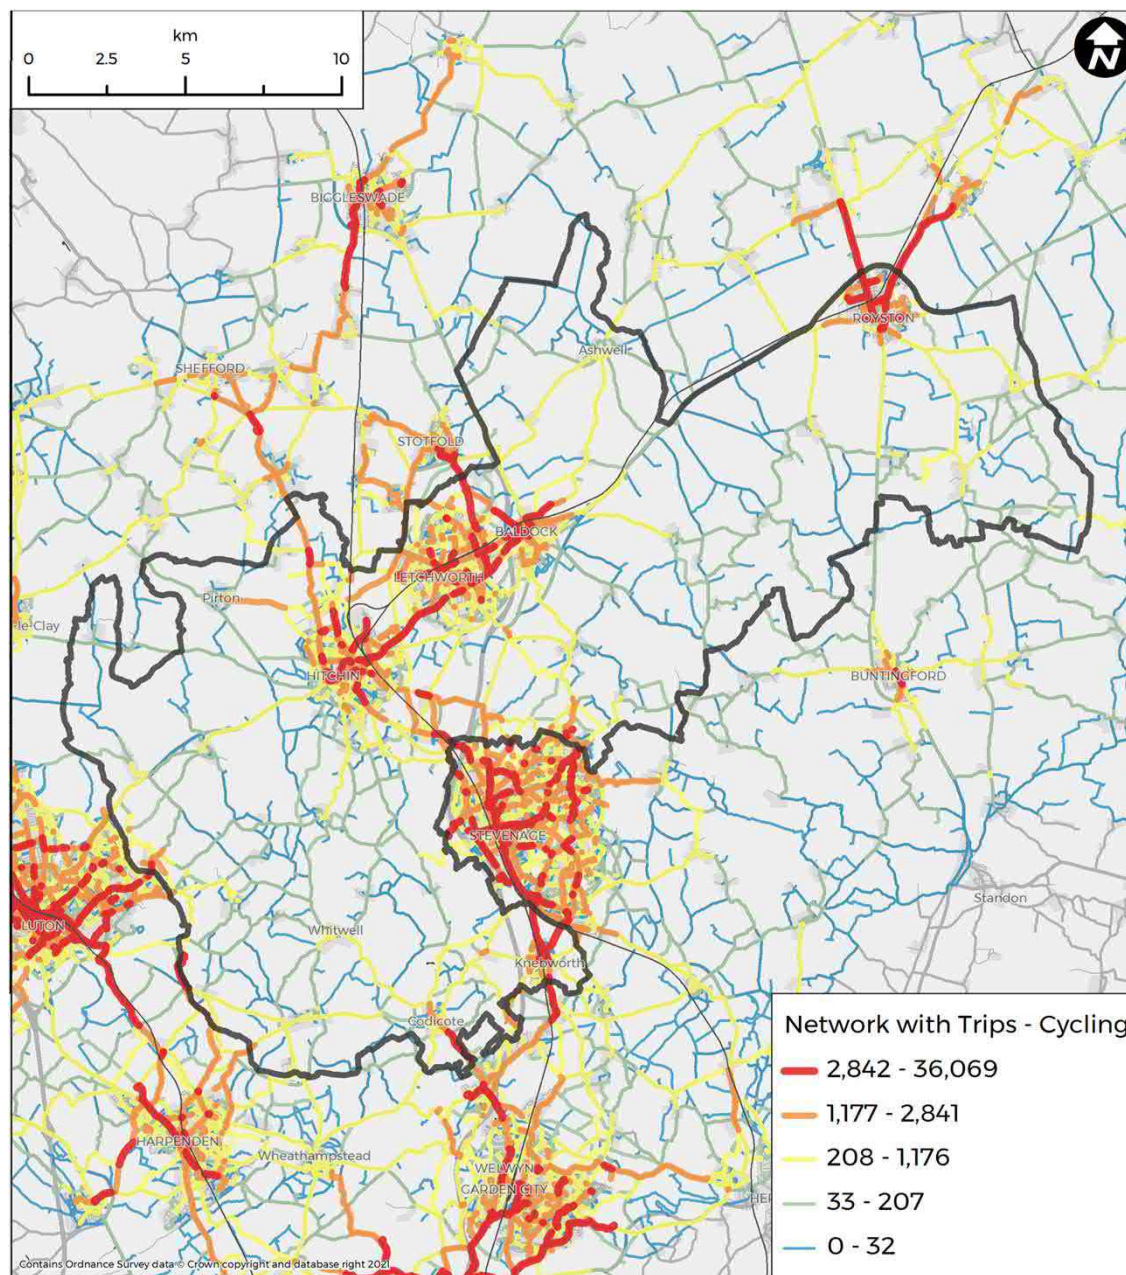 km
0 2.5 5 10
N
BIGGLESWADE
SHEFFORD
Ashwell
ROYSTON
STOTFOLD
BALDOCK
LETCHWORTH
Pirton
-le-Clay
HITCHIN
BUNTINGFORD
STEVENAGE
Standon
LUTON
Whitwell
Knebworth
Codicote
Network with Trips - Cycling
2,842 - 36,069
1,177 - 2,841
208 - 1,176
33 - 207
0 - 32
HARPENDEN
Wheathampstead
WELWYN
GARDEN CITY
HER
Contains Ordnance Survey data © Crown copyright and database right 2021